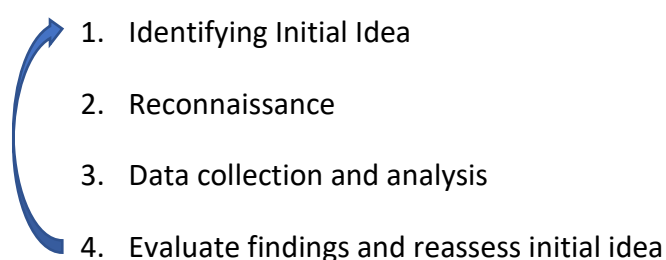 1. Identifying Initial Idea
2. Reconnaissance
3. Data collection and analysis
4. Evaluate findings and reassess initial idea